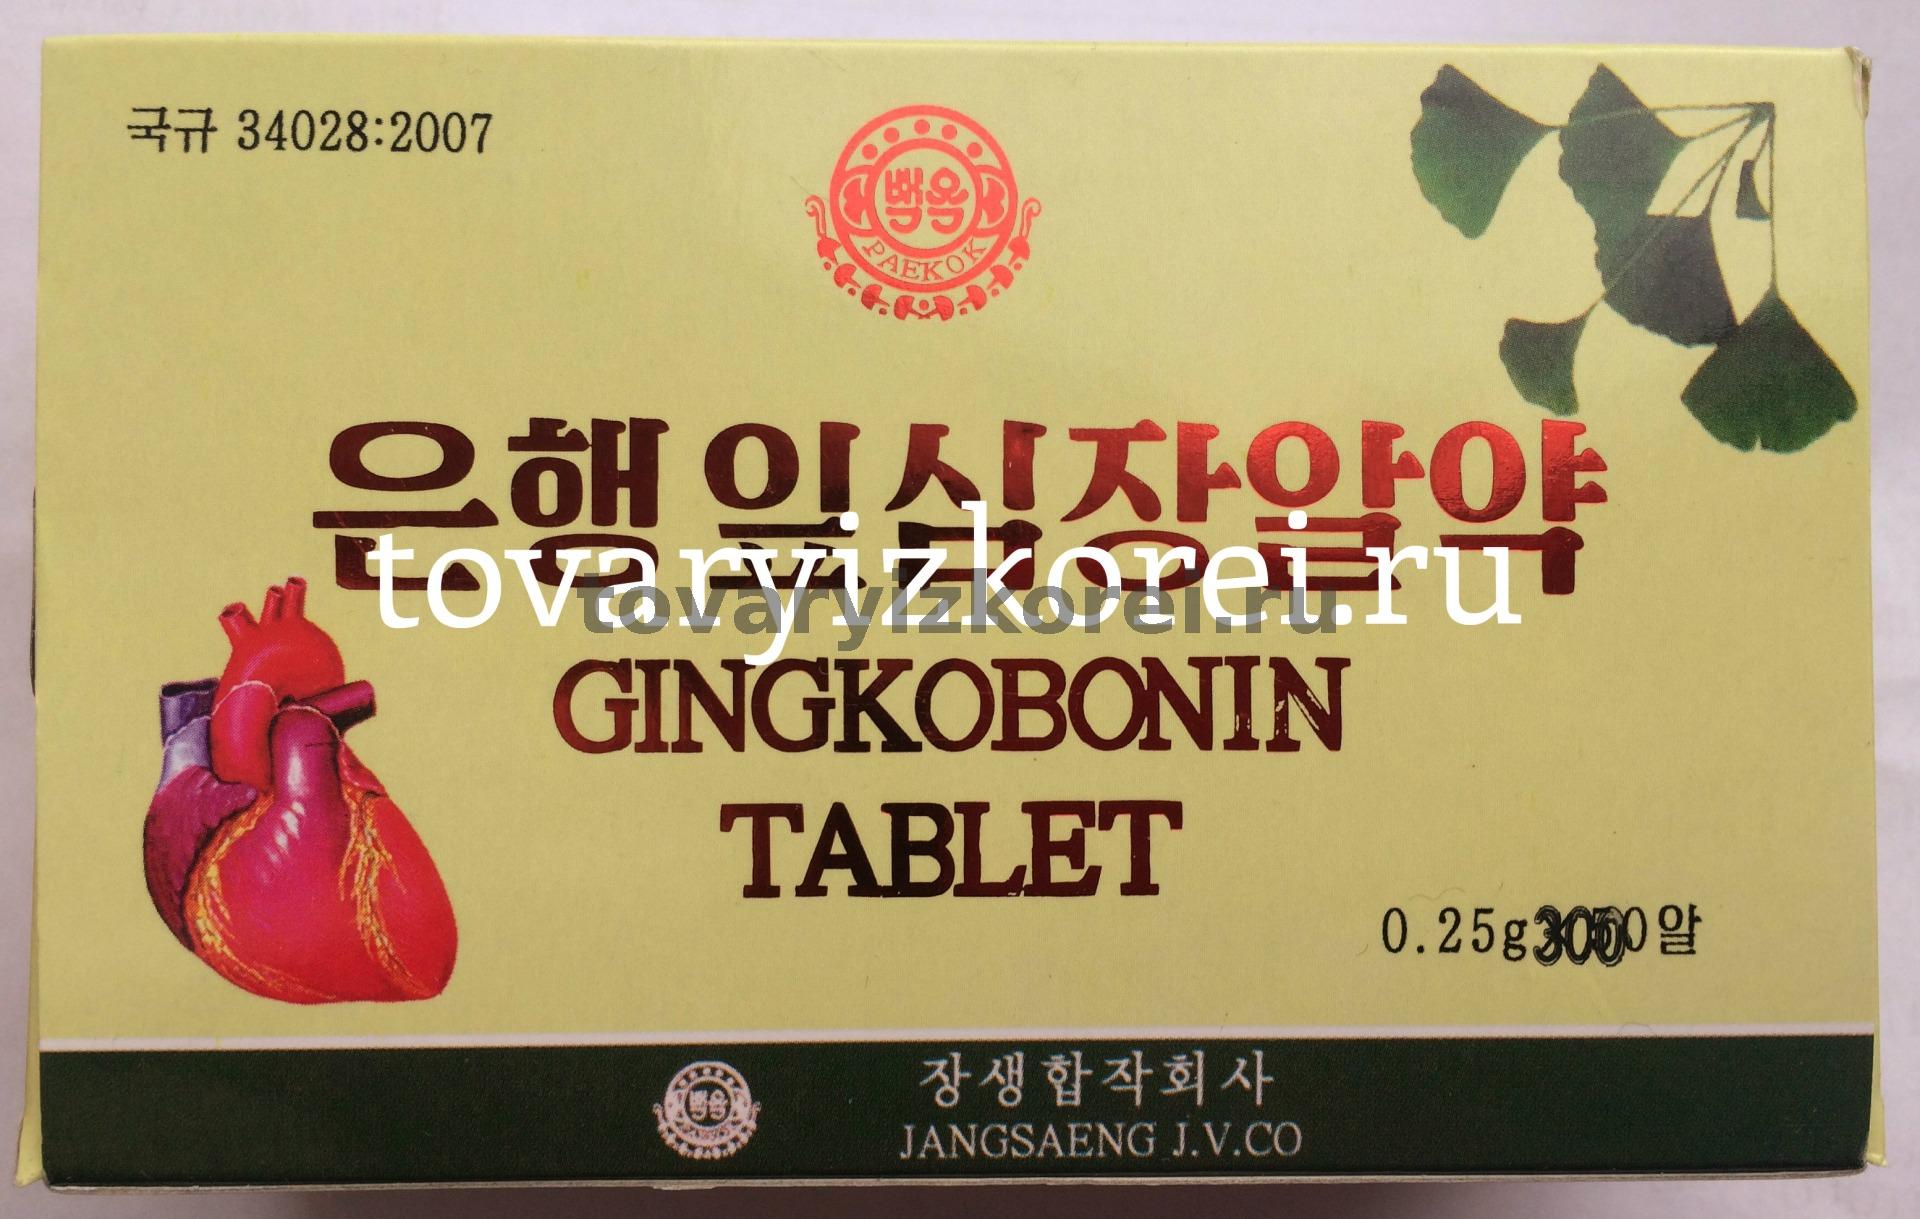 국규 34028:2007
백옥
PAEKOK
은행잎심장알약
tovaryizkorei.ru
tovaryizkorei.ru
GINGKOBONIN
TABLET
0.25g 알
장생합작회사
JANGSAENG J.V.CO